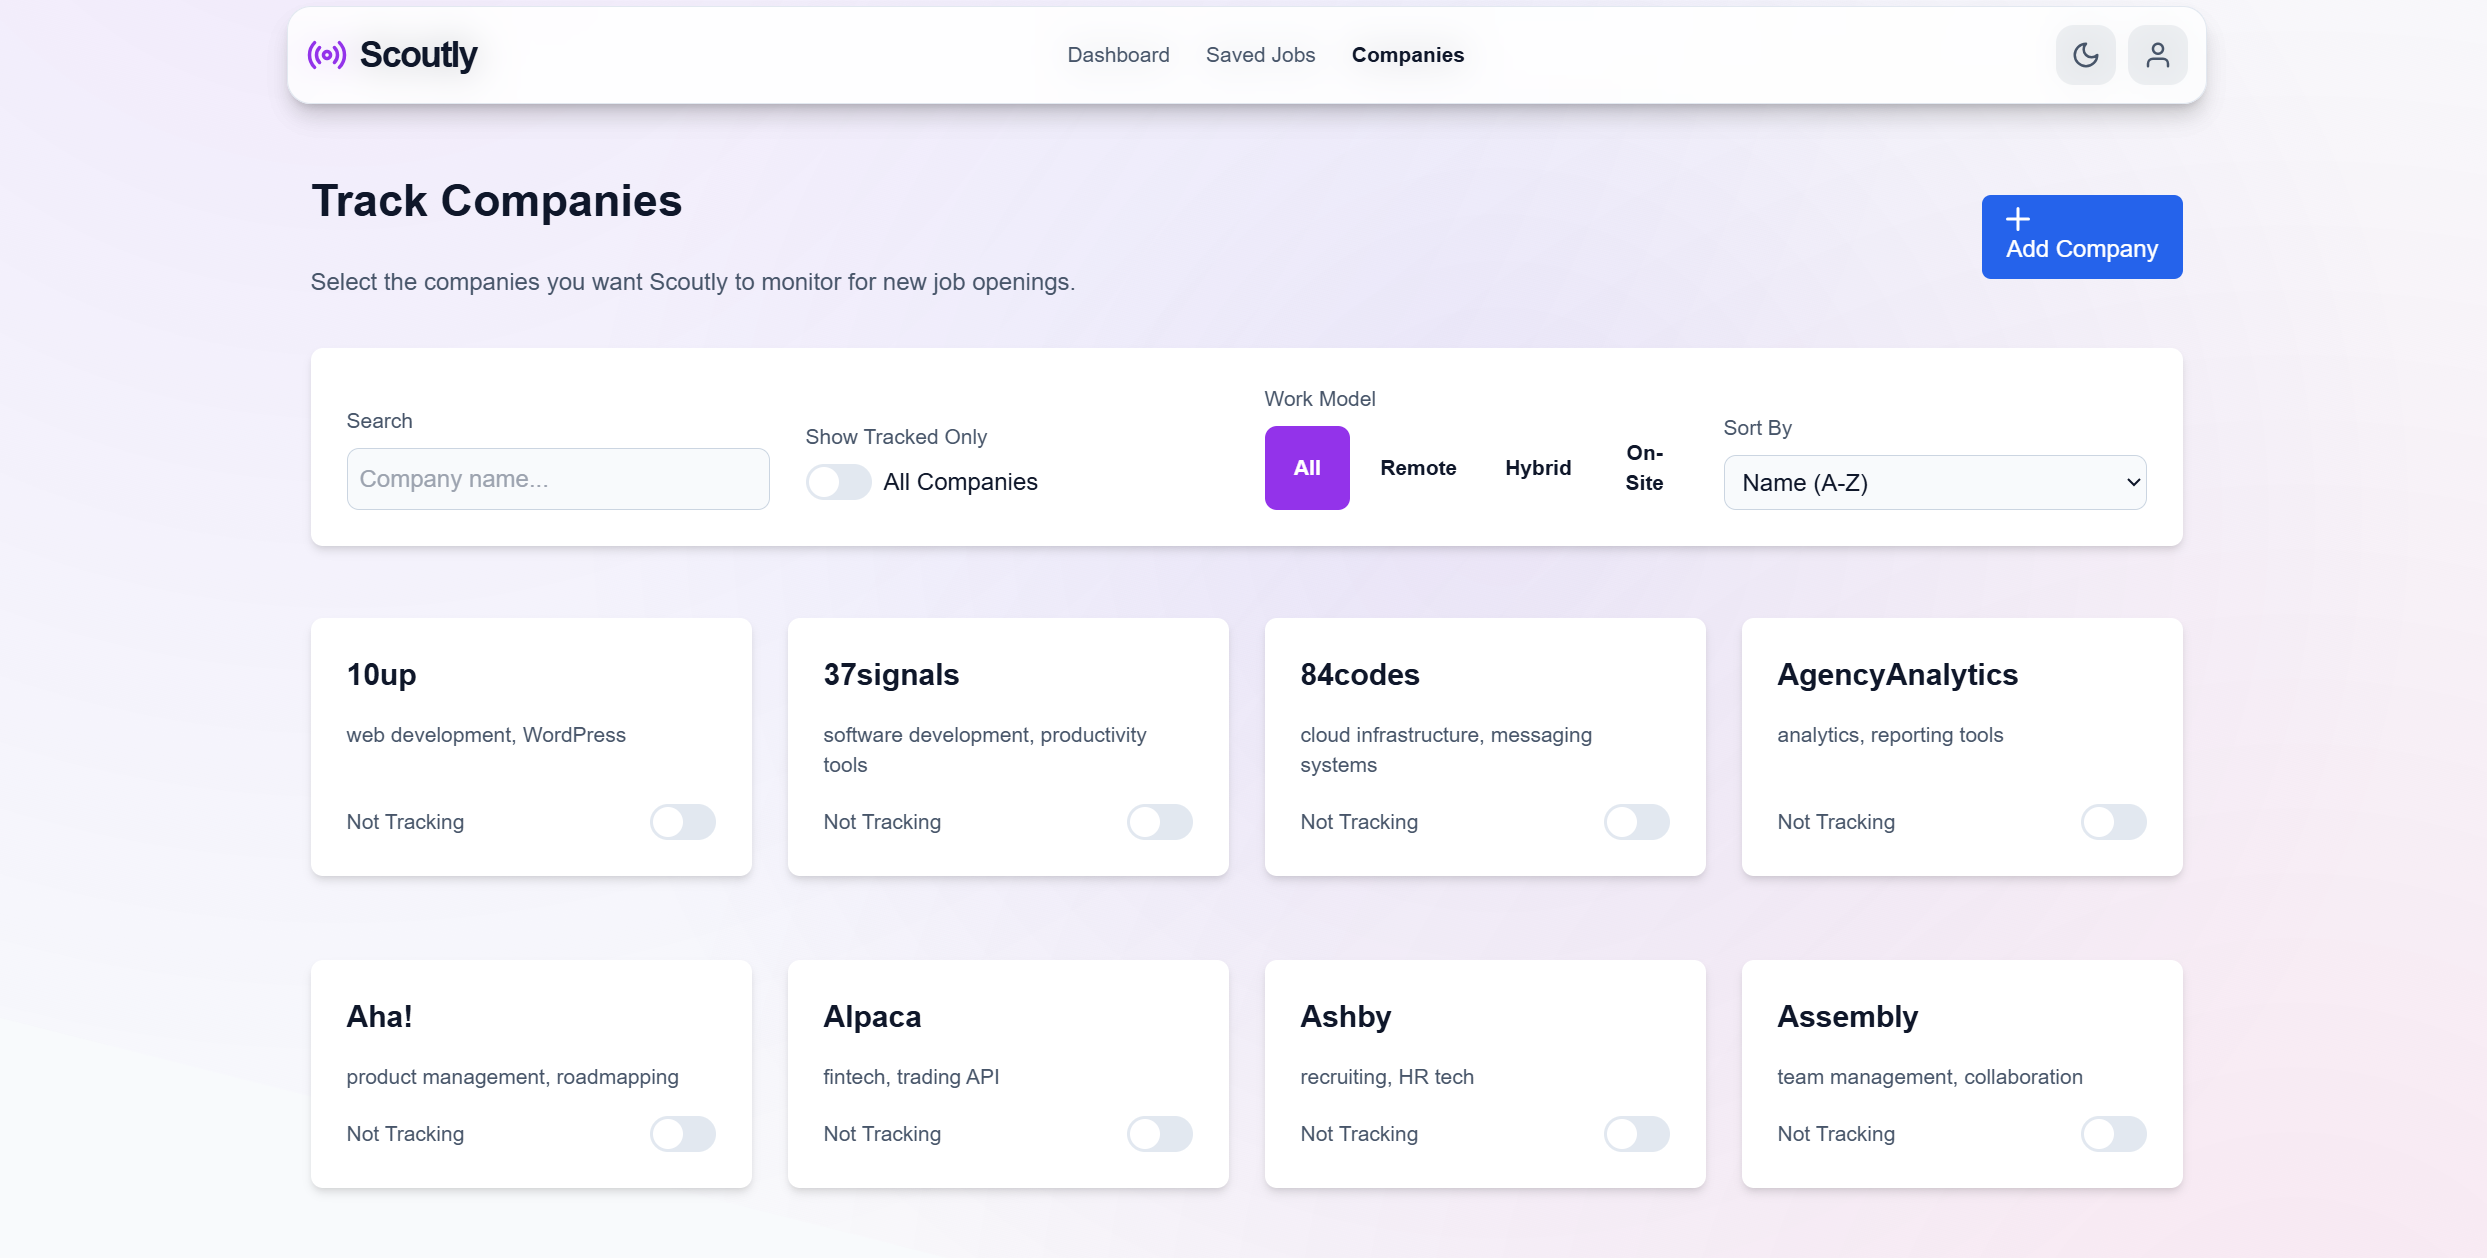 Scoutly
Dashboard
Saved Jobs
Companies
Track Companies
Select the companies you want Scoutly to monitor for new job openings.
Add Company
Search
Company name...
Show Tracked Only
All Companies
Work Model
All
Remote
Hybrid
On-
Site
Sort By
Name (A-Z)
10up
web development, WordPress
Not Tracking
37signals
software development, productivity
tools
Not Tracking
84codes
cloud infrastructure, messaging
systems
Not Tracking
AgencyAnalytics
analytics, reporting tools
Not Tracking
Aha!
product management, roadmapping
Not Tracking
Alpaca
fintech, trading API
Not Tracking
Ashby
recruiting, HR tech
Not Tracking
Assembly
team management, collaboration
Not Tracking